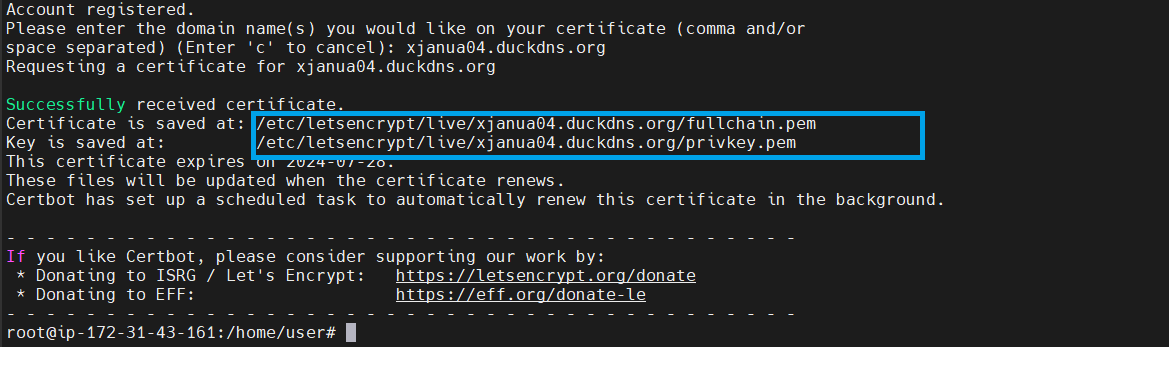 Account registered.
Please enter the domain name(s) you would like on your certificate (comma and/or
space separated) (Enter 'c' to cancel): xjanua04.duckdns.org
Requesting a certificate for xjanua04.duckdns.org
Successfully received certificate.
Certificate is saved at: /etc/letsencrypt/live/xjanua04.duckdns.org/fullchain.pem
Key is saved at:         /etc/letsencrypt/live/xjanua04.duckdns.org/privkey.pem
This certificate expires on 2024-07-28.
These files will be updated when the certificate renews.
Certbot has set up a scheduled task to automatically renew this certificate in the background.
- - - - - - - - - - - - - - - - - - - - - - - - - - - - - - - - - - - - - - - -
If you like Certbot, please consider supporting our work by:
 * Donating to ISRG / Let's Encrypt:   https://letsencrypt.org/donate
 * Donating to EFF:                    https://eff.org/donate-le
- - - - - - - - - - - - - - - - - - - - - - - - - - - - - - - - - - - - - - - -
root@ip-172-31-43-161:/home/user#